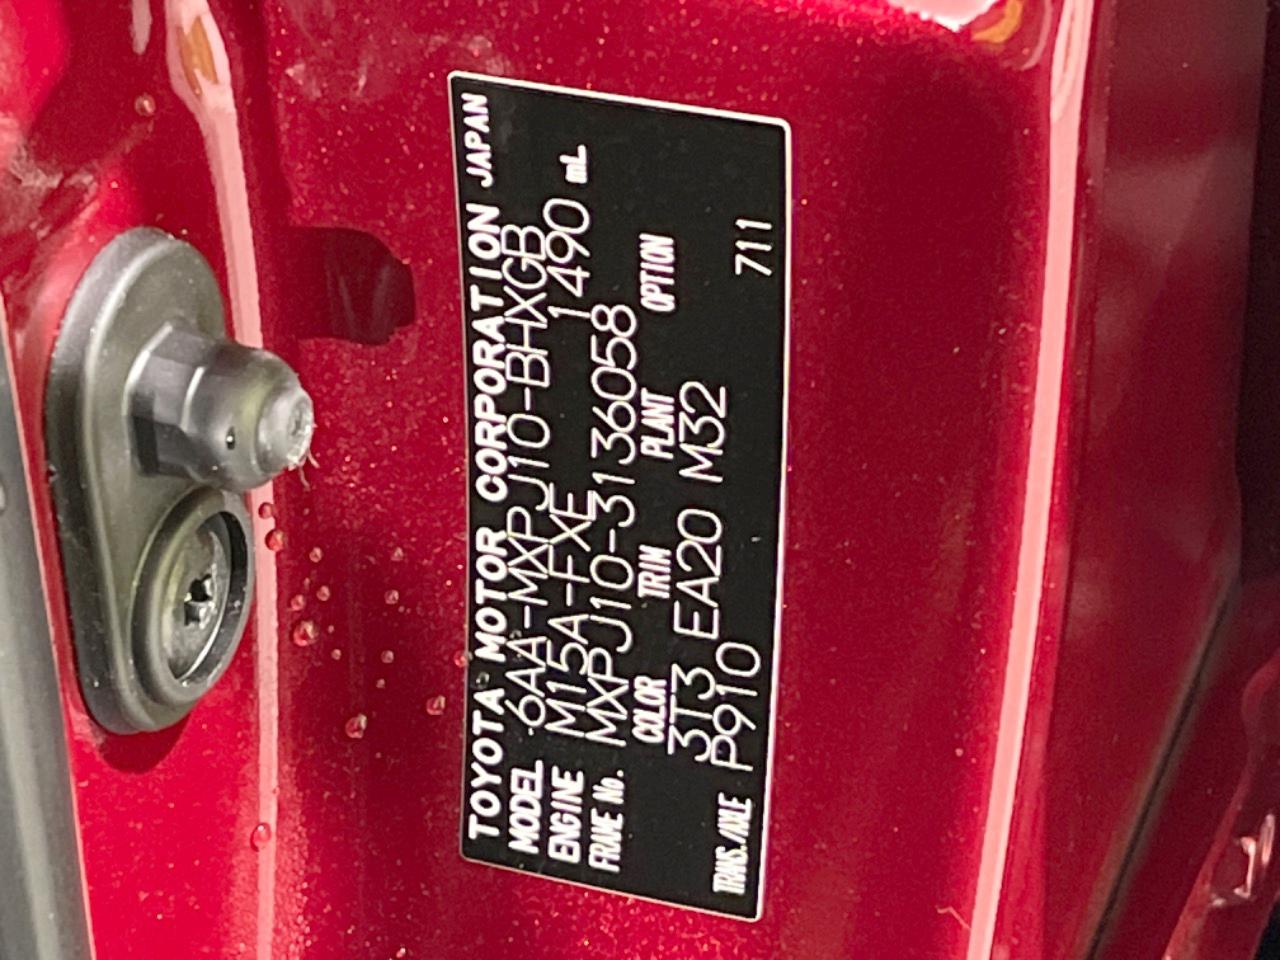 TOYOTA MOTOR CORPORATION JAPAN
MODEL 6AA-MXPJ10-BHXGB
ENGINE M15A-FXE 1490 mL
FRAME No. MXPJ10-3136058
COLOR TRIM PLANT OPTION
3T3 EA20 M32
TRANS./AXLE P910 711